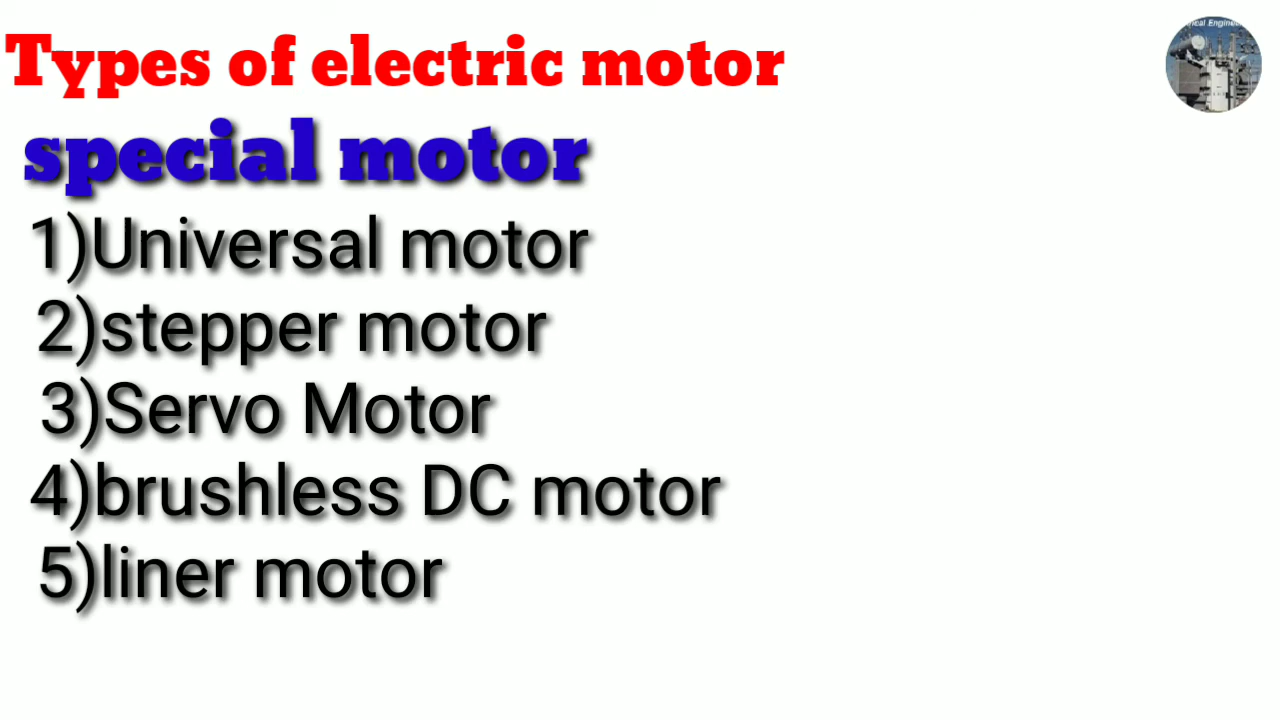 Types of electric motor
special motor
1)Universal motor
2)stepper motor
3)Servo Motor
4)brushless DC motor
5)liner motor